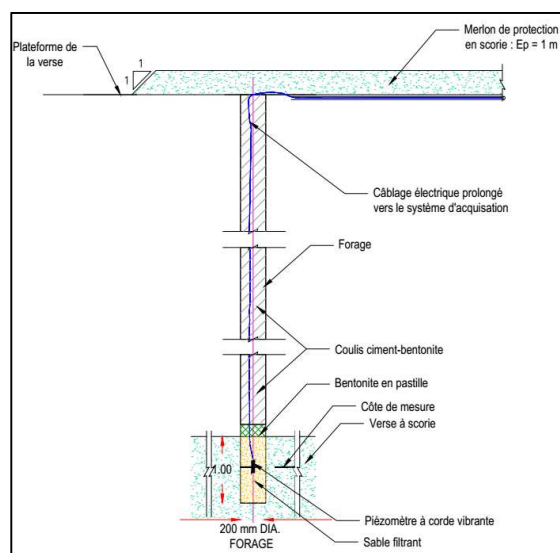 Plateforme de
la verse
1
1
Merlon de protection
en scorie : Ep = 1 m
Câblage électrique prolongé
vers le système d'acquisation
Forage
Coulis ciment-bentonite
Bentonite en pastille
Côte de mesure
Verse à scorie
1.00
Piézomètre à corde vibrante
200 mm DIA.
FORAGE
Sable filtrant